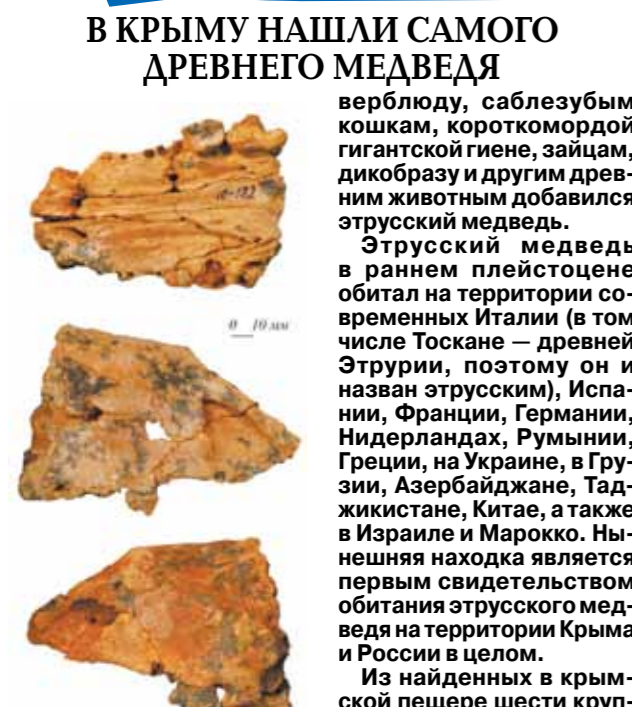 В КРЫМУ НАШЛИ САМОГО
ДРЕВНЕГО МЕДВЕДЯ
0 10 мм
верблюду, саблезубым
кошкам, короткомордой
гигантской гиене, зайцам,
дикобразу и другим древ-
ним животным добавился
этрусский медведь.
Этрусский медведь
в раннем плейстоцене
обитал на территории со-
временных Италии (в том
числе Тоскане — древней
Этрурии, поэтому он и
назван этрусским), Испа-
нии, Франции, Германии,
Нидерландах, Румынии,
Греции, на Украине, в Гру-
зии, Азербайджане, Тад-
жикистане, Китае, а также
в Израиле и Марокко. Ны-
нешняя находка является
первым свидетельством
обитания этрусского мед-
ведя на территории Крыма
и России в целом.
Из найденных в крым-
ской пещере шести круп-